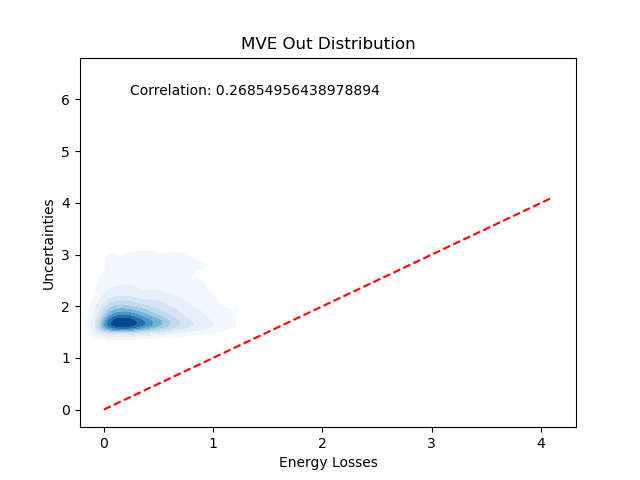 MVE Out Distribution
Correlation: 0.26854956438978894
6
5
4
3
2
1
0
Uncertainties
0 1 2 3 4
Energy Losses